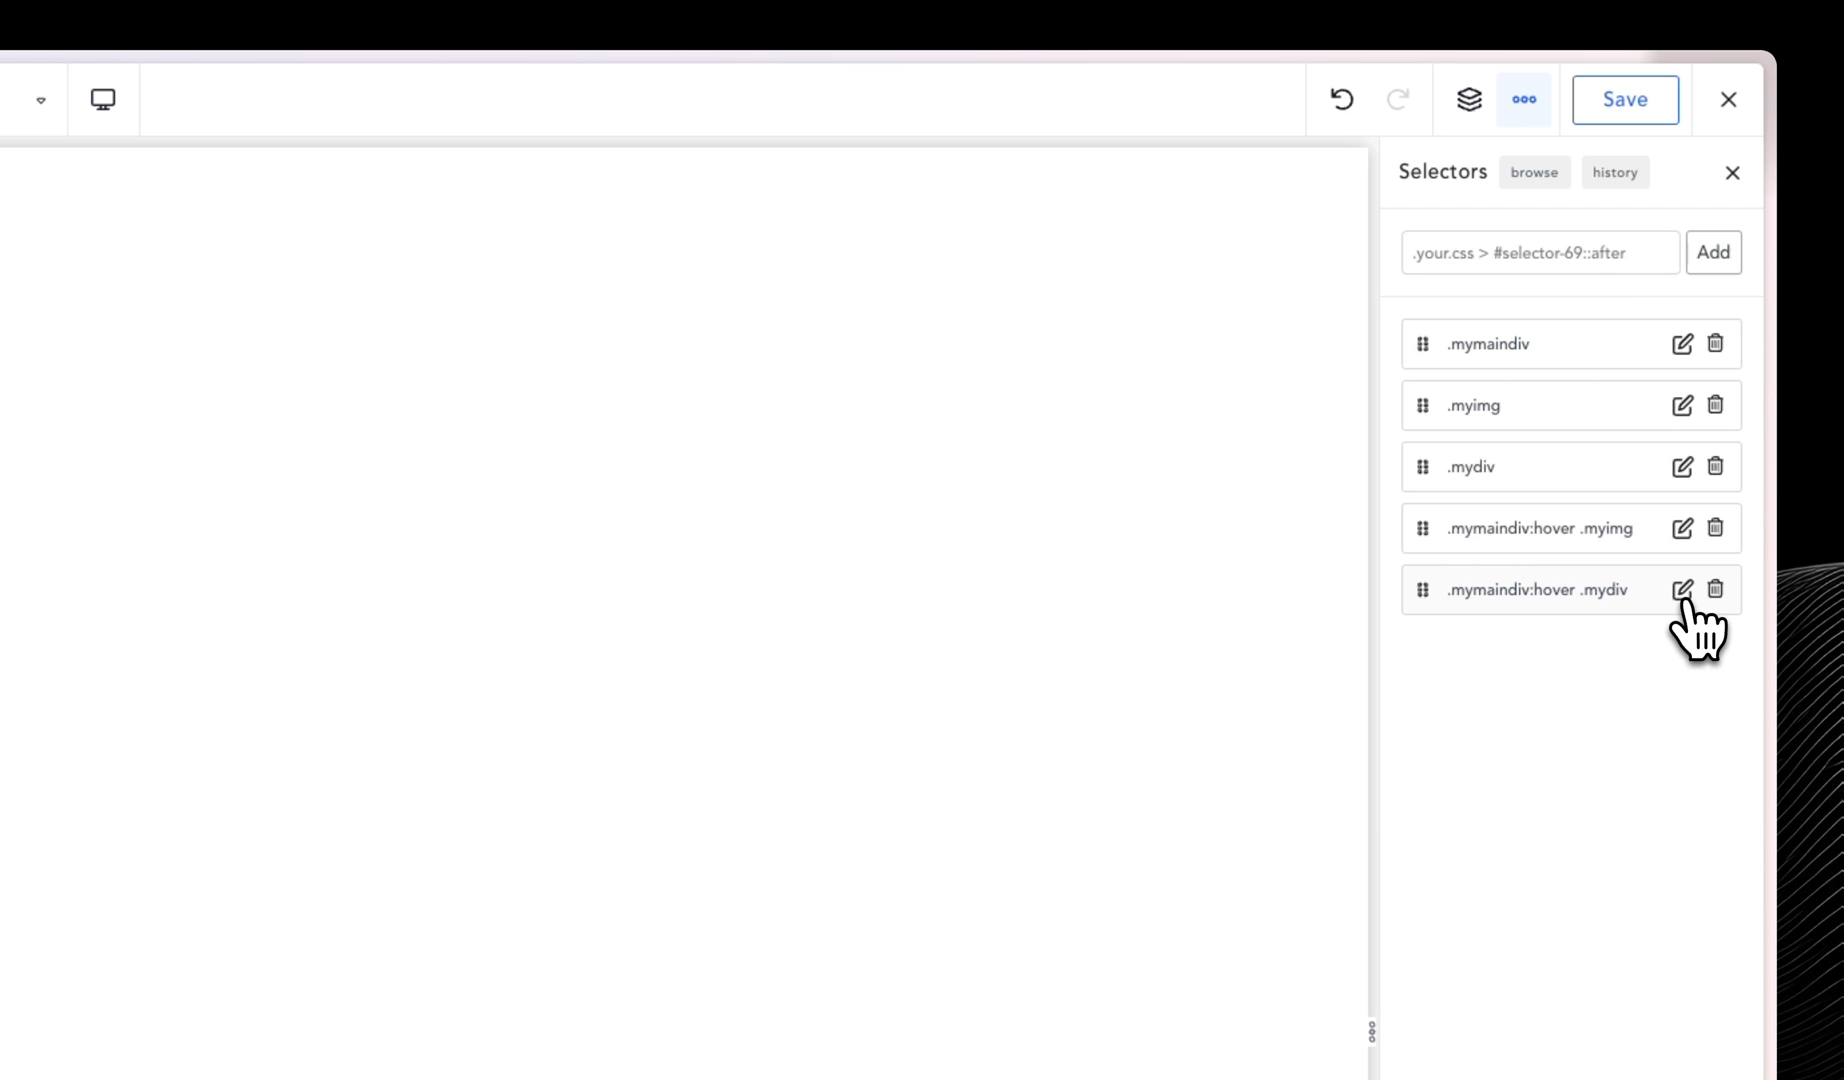 Save
Selectors browse history
.your.css > #selector-69::after Add
.mymaindiv
.myimg
.mydiv
.mymaindiv:hover .myimg
.mymaindiv:hover .mydiv